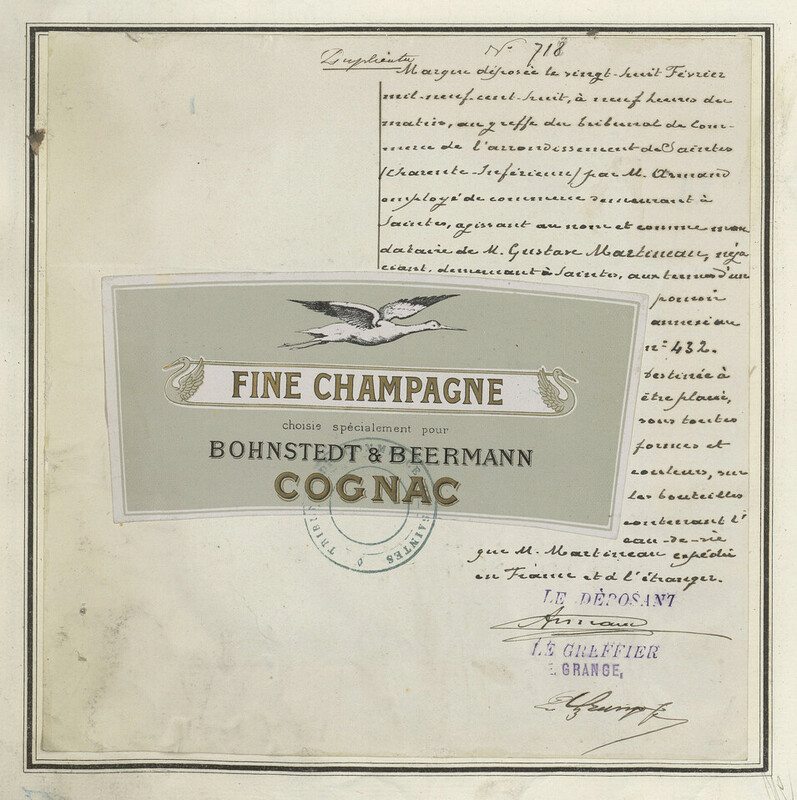 Duplicata
N° 718
Marque déposée le vingt-huit Février
mil-neuf-cent-huit, à neuf heures du
matin, au greffe du tribunal de Com-
merce de l'arrondissement de Saintes
(Charente-Inférieure) par M. Armand
employé de commerce demeurant à
Saintes, agissant au nom et comme man
dataire de M. Gustave Martineau, négo
ciant, demeurant à Saintes, aux termes d'un
pouvoir
annexé au
n° 432.
Destinée à
être placée,
sous toutes
formes et
couleurs, sur
les bouteilles
contenant l'
eau-de-vie
que M. Martineau expédie
en France et à l'étranger.
FINE CHAMPAGNE
choisie spécialement pour
BOHNSTEDT & BEERMANN
COGNAC
TRIBUNAL
SAINTES
LE DÉPOSANT
Armand
LE GREFFIER
GRANGE,